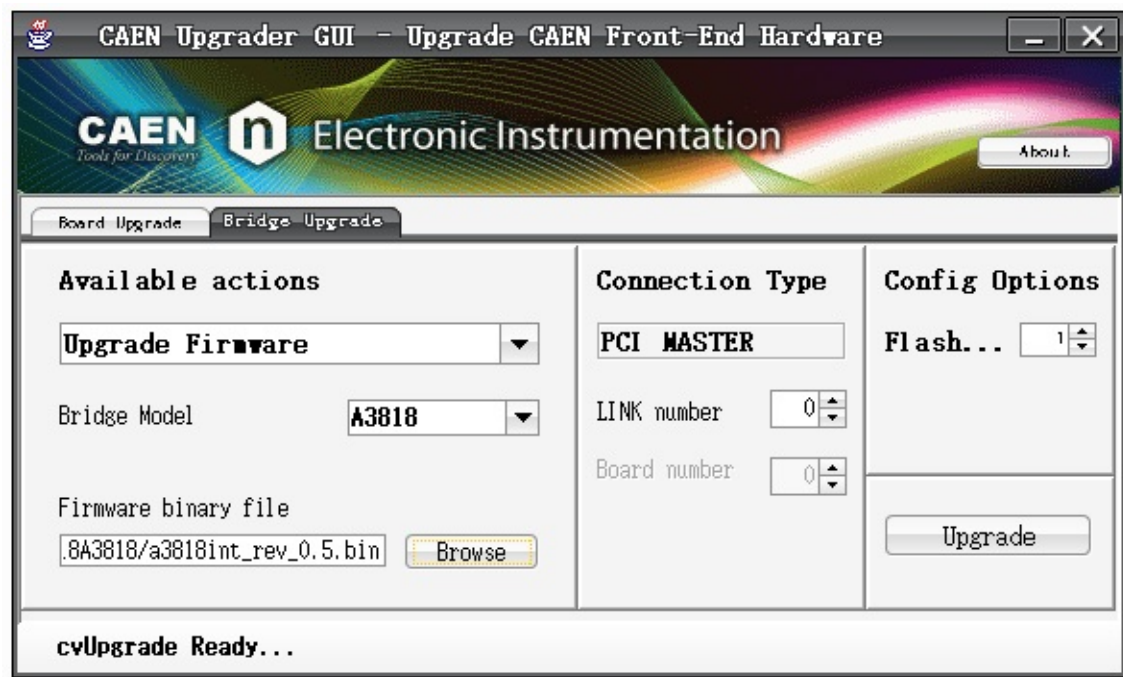 CAEN Upgrader GUI - Upgrade CAEN Front-End Hardware
CAEN n Electronic Instrumentation
Tools for Discovery
About
Board Upgrade Bridge Upgrade
Available actions
Upgrade Firmware
Bridge Model A3818
Firmware binary file
.8A3818/a3818int_rev_0.5.bin Browse
Connection Type
PCI MASTER
LINK number 0
Board number 0
Config Options
Flash... 1
Upgrade
cvUpgrade Ready...